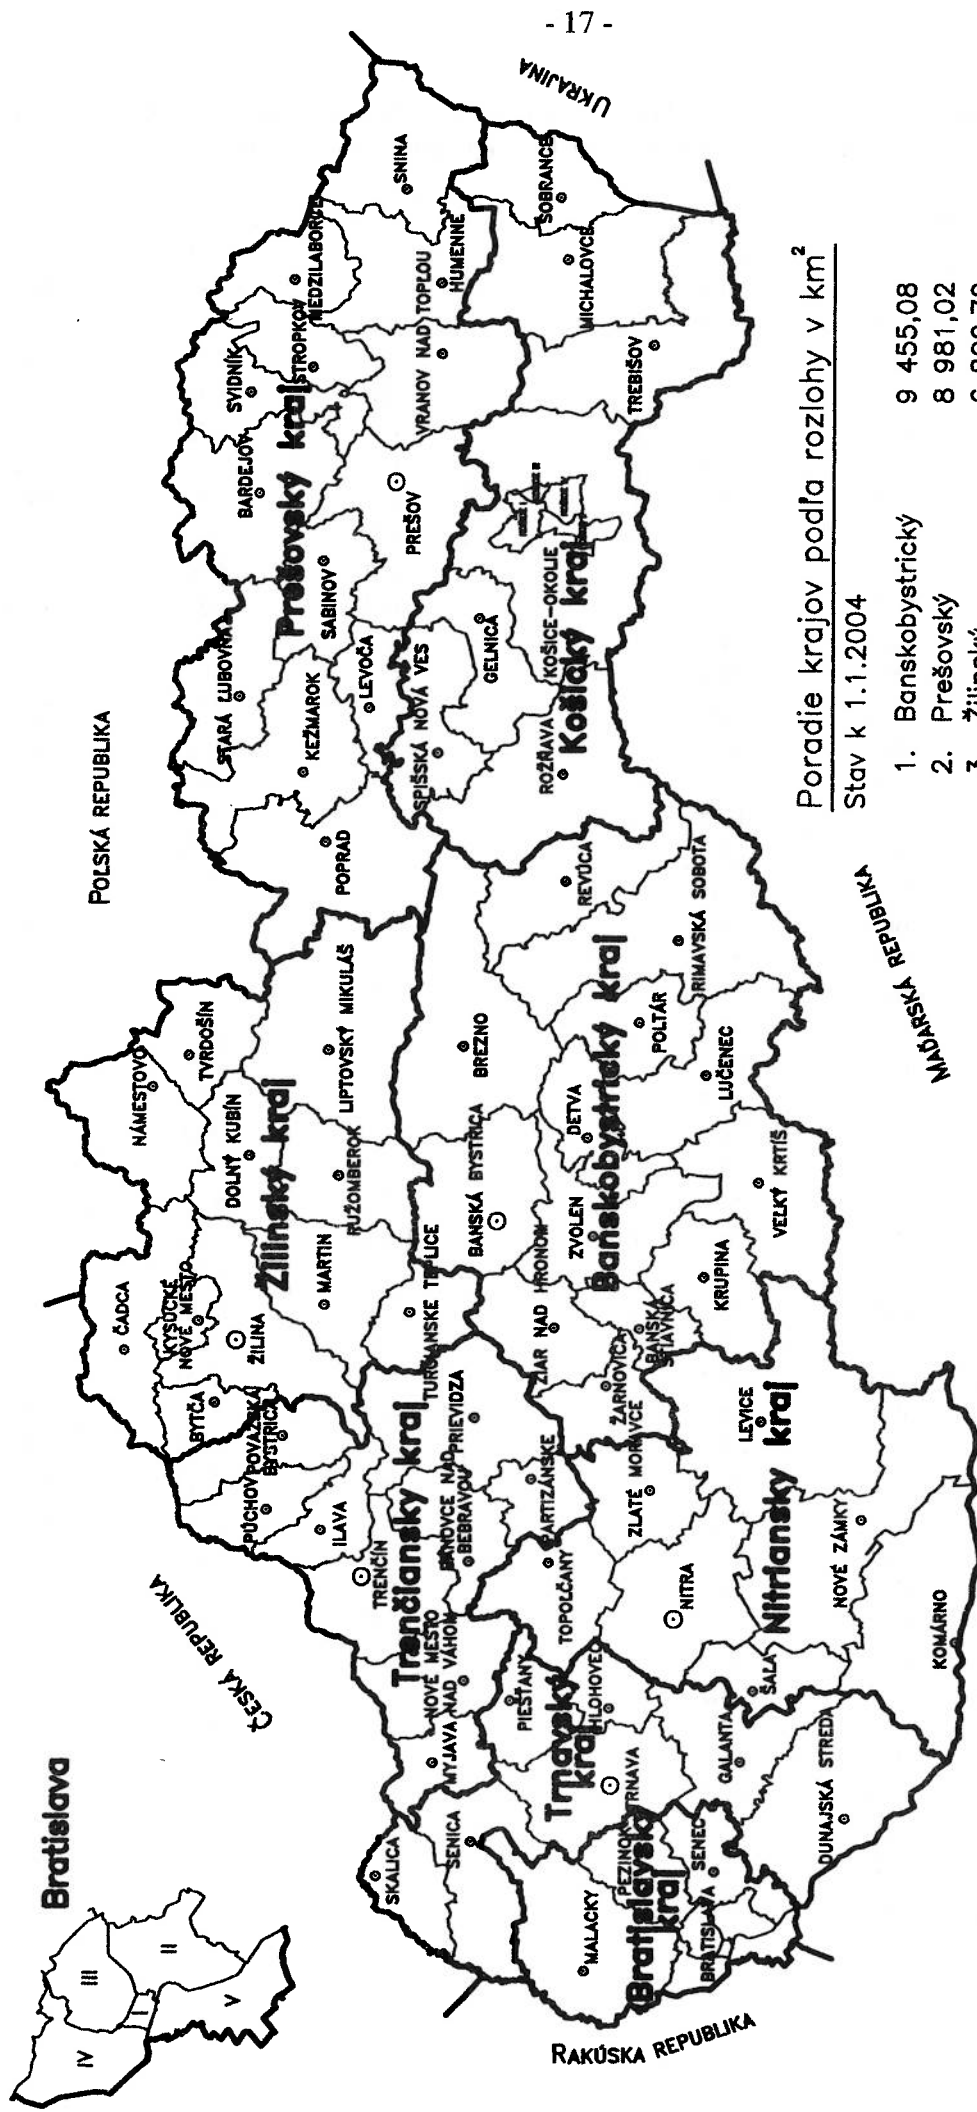 - 17 -
Bratislava
I
II
III
IV
V
POĽSKÁ REPUBLIKA
ČESKÁ REPUBLIKA
UKRAJINA
RAKÚSKA REPUBLIKA
MAĎARSKÁ REPUBLIKA
Žilinský kraj
ČADCA
KYSUCKÉ
NOVÉ MESTO
BYTČA
ŽILINA
NÁMESTOVO
TVRDOŠÍN
DOLNÝ KUBÍN
MARTIN
RUŽOMBEROK
LIPTOVSKÝ MIKULÁŠ
TURČIANSKE TEPLICE
Prešovský kraj
STARÁ ĽUBOVŇA
KEŽMAROK
POPRAD
LEVOČA
SABINOV
BARDEJOV
SVIDNÍK
STROPKOV
MEDZILABORCE
PREŠOV
VRANOV NAD TOPĽOU
HUMENNÉ
SNINA
Košický kraj
SPIŠSKÁ NOVÁ VES
GELNICA
ROŽŇAVA
KOŠICE-OKOLIE
TREBIŠOV
MICHALOVCE
SOBRANCE
Trenčiansky kraj
PÚCHOV
POVAŽSKÁ
BYSTRICA
ILAVA
TRENČÍN
BÁNOVCE NAD
BEBRAVOU
PRIEVIDZA
PARTIZÁNSKE
NOVÉ MESTO
NAD VÁHOM
MYJAVA
Banskobystrický kraj
BANSKÁ BYSTRICA
BREZNO
REVÚCA
RIMAVSKÁ SOBOTA
POLTÁR
LUČENEC
DETVA
ZVOLEN
ŽIAR NAD HRONOM
ŽARNOVICA
BANSKÁ
ŠTIAVNICA
KRUPINA
VEĽKÝ KRTÍŠ
Trnavský
kraj
SKALICA
SENICA
PIEŠŤANY
HLOHOVEC
TRNAVA
GALANTA
DUNAJSKÁ STREDA
Bratislavský
kraj
MALACKY
PEZINOK
SENEC
BRATISLAVA
Nitriansky kraj
TOPOĽČANY
ZLATÉ MORAVCE
NITRA
LEVICE
ŠAĽA
NOVÉ ZÁMKY
KOMÁRNO
Poradie krajov podľa rozlohy v km²
Stav k 1.1.2004
1. Banskobystrický 9 455,08
2. Prešovský 8 981,02
3. Žilinský